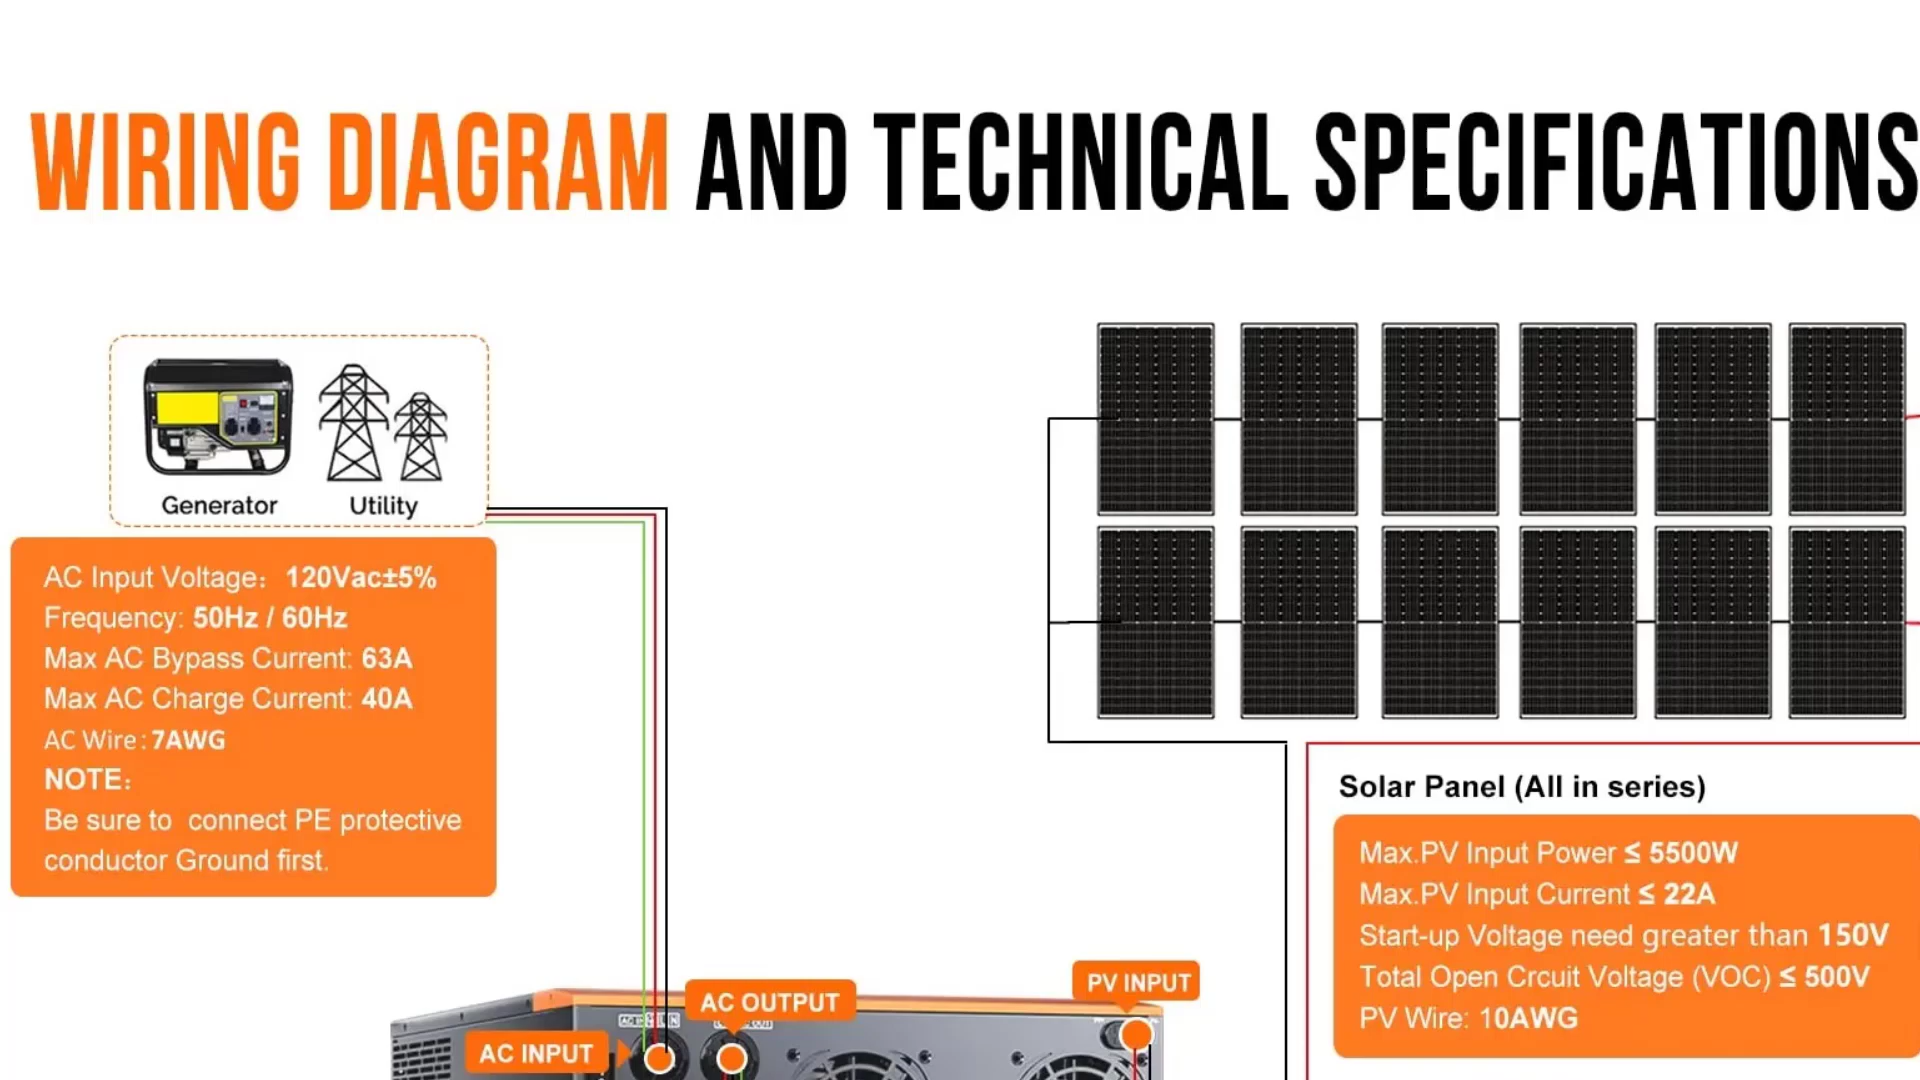 WIRING DIAGRAM AND TECHNICAL SPECIFICATIONS
Generator
Utility
AC Input Voltage： 120Vac±5%
Frequency: 50Hz / 60Hz
Max AC Bypass Current: 63A
Max AC Charge Current: 40A
AC Wire: 7AWG
NOTE：
Be sure to connect PE protective
conductor Ground first.
Solar Panel (All in series)
Max.PV Input Power ≤ 5500W
Max.PV Input Current ≤ 22A
Start-up Voltage need greater than 150V
Total Open Crcuit Voltage (VOC) ≤ 500V
PV Wire: 10AWG
PV INPUT
AC OUTPUT
AC INPUT